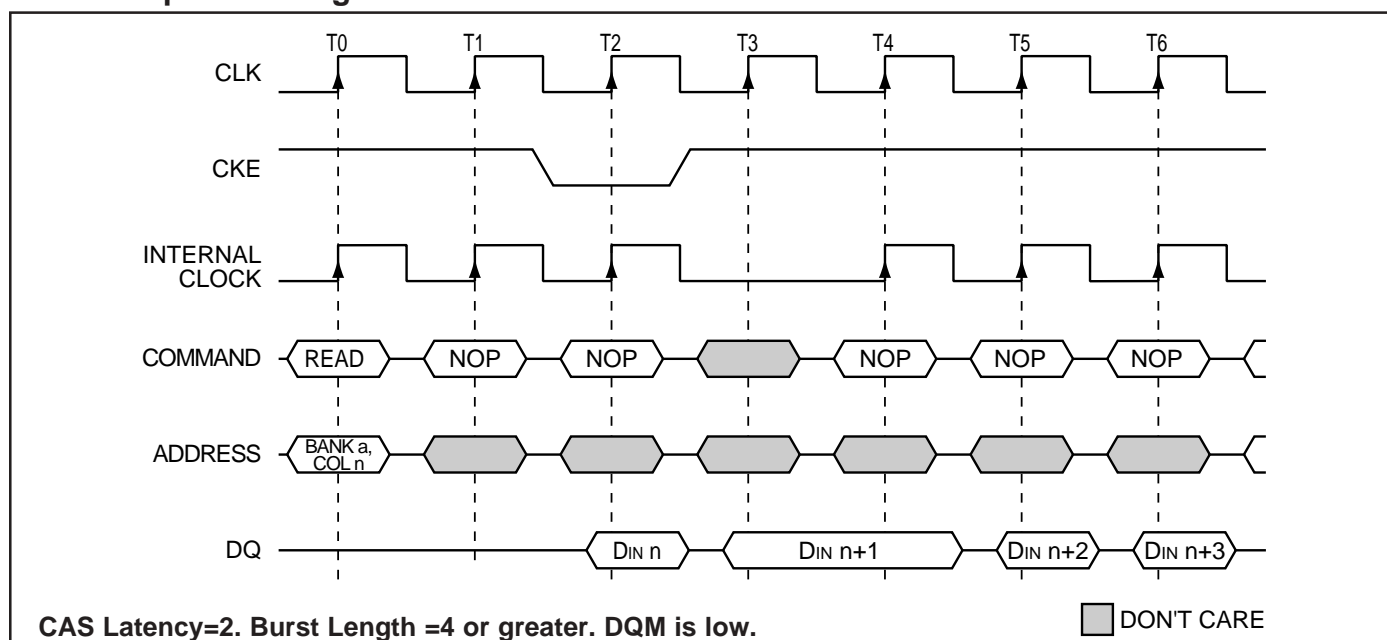 T0 T1 T2 T3 T4 T5 T6
CLK
CKE
INTERNAL
CLOCK
COMMAND READ NOP NOP NOP NOP NOP
ADDRESS BANK a,
COL n
DQ DIN n DIN n+1 DIN n+2 DIN n+3
CAS Latency=2. Burst Length =4 or greater. DQM is low.
DON'T CARE